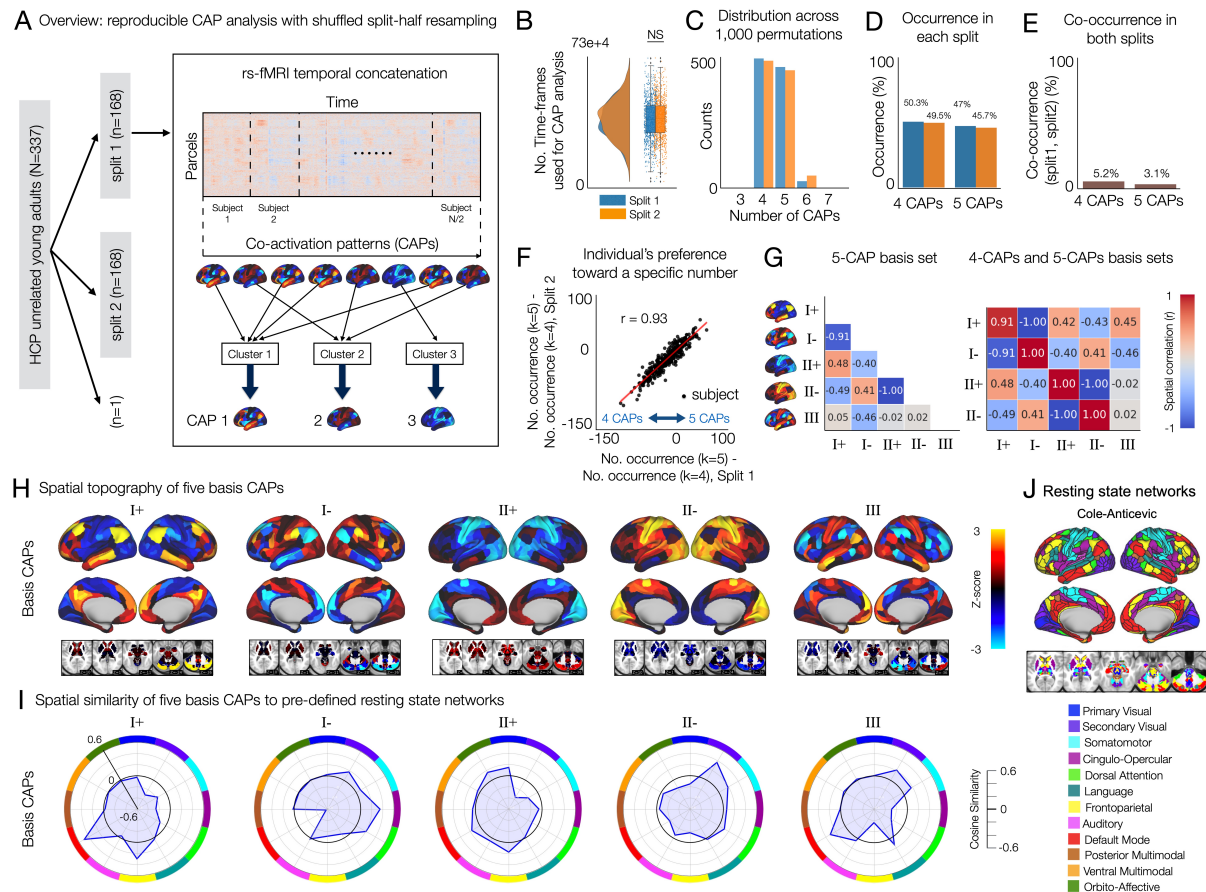 A Overview: reproducible CAP analysis with shuffled split-half resampling
HCP unrelated young adults (N=337)
split 1 (n=168)
split 2 (n=168)
(n=1)
rs-fMRI temporal concatenation
Time
Parcels
Subject 1
Subject 2
Subject N/2
Co-activation patterns (CAPs)
Cluster 1
Cluster 2
Cluster 3
CAP 1
2
3
B
73e+4
NS
No. Time-frames used for CAP analysis
0
Split 1
Split 2
C Distribution across 1,000 permutations
500
Counts
0
3 4 5 6 7
Number of CAPs
D Occurrence in each split
100
Occurrence (%)
0
50.3%
49.5%
47%
45.7%
4 CAPs 5 CAPs
E Co-occurrence in both splits
100
Co-occurrence (split1, split2) (%)
0
5.2%
3.1%
4 CAPs 5 CAPs
F Individual's preference toward a specific number
No. occurrence (k=5) - No. occurrence (k=4), Split 2
100
0
-150
r = 0.93
subject
4 CAPs 5 CAPs
-150 0 100
No. occurrence (k=5) - No. occurrence (k=4), Split 1
G
5-CAP basis set
I+
I- -0.91
II+ 0.48 -0.40
II- -0.49 0.41 -1.00
III 0.05 -0.46 -0.02 0.02
I+ I- II+ II- III
4-CAPs and 5-CAPs basis sets
I+ 0.91 -1.00 0.42 -0.43 0.45
I- -0.91 1.00 -0.40 0.41 -0.46
II+ 0.48 -0.40 1.00 -1.00 -0.02
II- -0.49 0.41 -1.00 1.00 0.02
I+ I- II+ II- III
1
-1
Spatial correlation (r)
H Spatial topography of five basis CAPs
I+ I- II+ II- III
Basis CAPs
3
-3
Z-score
I Spatial similarity of five basis CAPs to pre-defined resting state networks
I+ I- II+ II- III
Basis CAPs
0.6
0
-0.6
Cosine Similarity
0.6
0
-0.6
J Resting state networks
Cole-Anticevic
Primary Visual
Secondary Visual
Somatomotor
Cingulo-Opercular
Dorsal Attention
Language
Frontoparietal
Auditory
Default Mode
Posterior Multimodal
Ventral Multimodal
Orbito-Affective